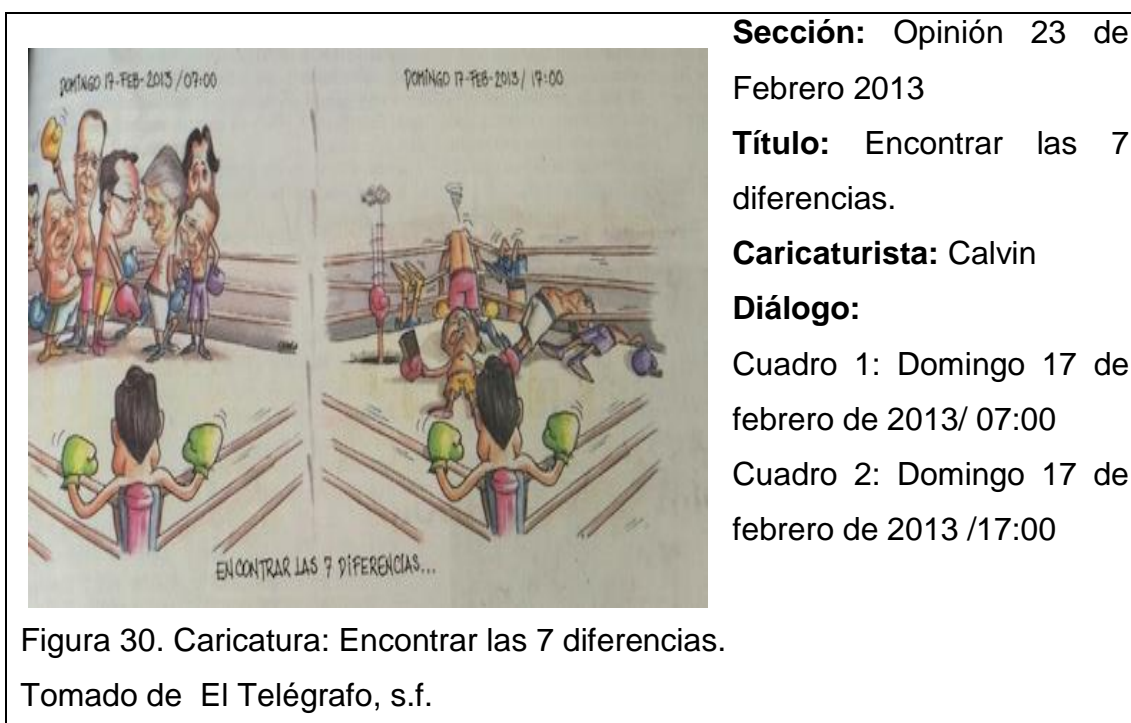 DOMINGO 17-FEB-2013 / 07:00
DOMINGO 17-FEB-2013 / 17:00
ENCONTRAR LAS 7 DIFERENCIAS...
Sección: Opinión 23 de
Febrero 2013
Título: Encontrar las 7
diferencias.
Caricaturista: Calvin
Diálogo:
Cuadro 1: Domingo 17 de
febrero de 2013/ 07:00
Cuadro 2: Domingo 17 de
febrero de 2013 /17:00
Figura 30. Caricatura: Encontrar las 7 diferencias.
Tomado de El Telégrafo, s.f.